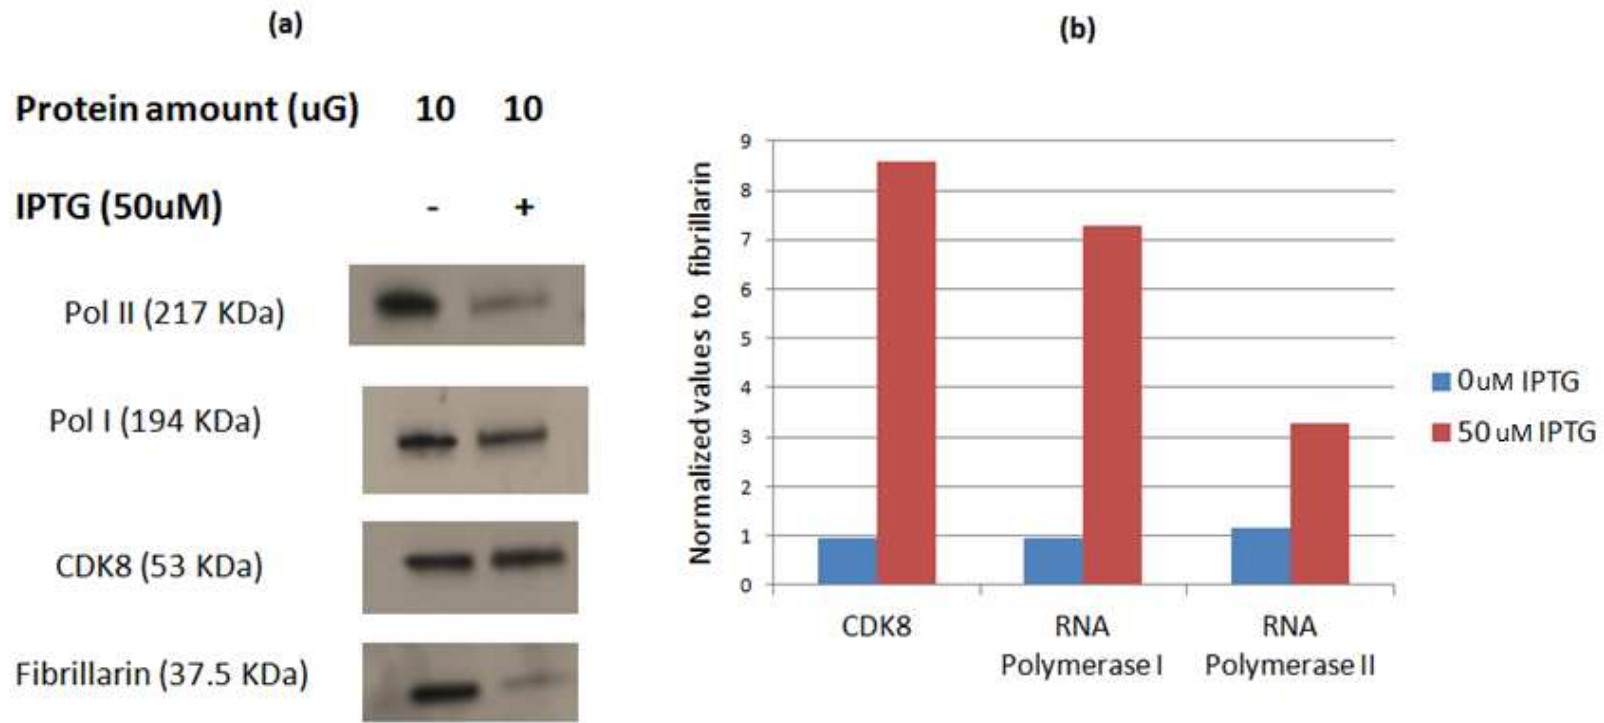 (a)
Protein amount (uG) 10 10
IPTG (50uM) - +
Pol II (217 KDa)
Pol I (194 KDa)
CDK8 (53 KDa)
Fibrillarin (37.5 KDa)
(b)
Normalized values to fibrillarin
9
8
7
6
5
4
3
2
1
0
CDK8
RNA
Polymerase I
RNA
Polymerase II
0 uM IPTG
50 uM IPTG